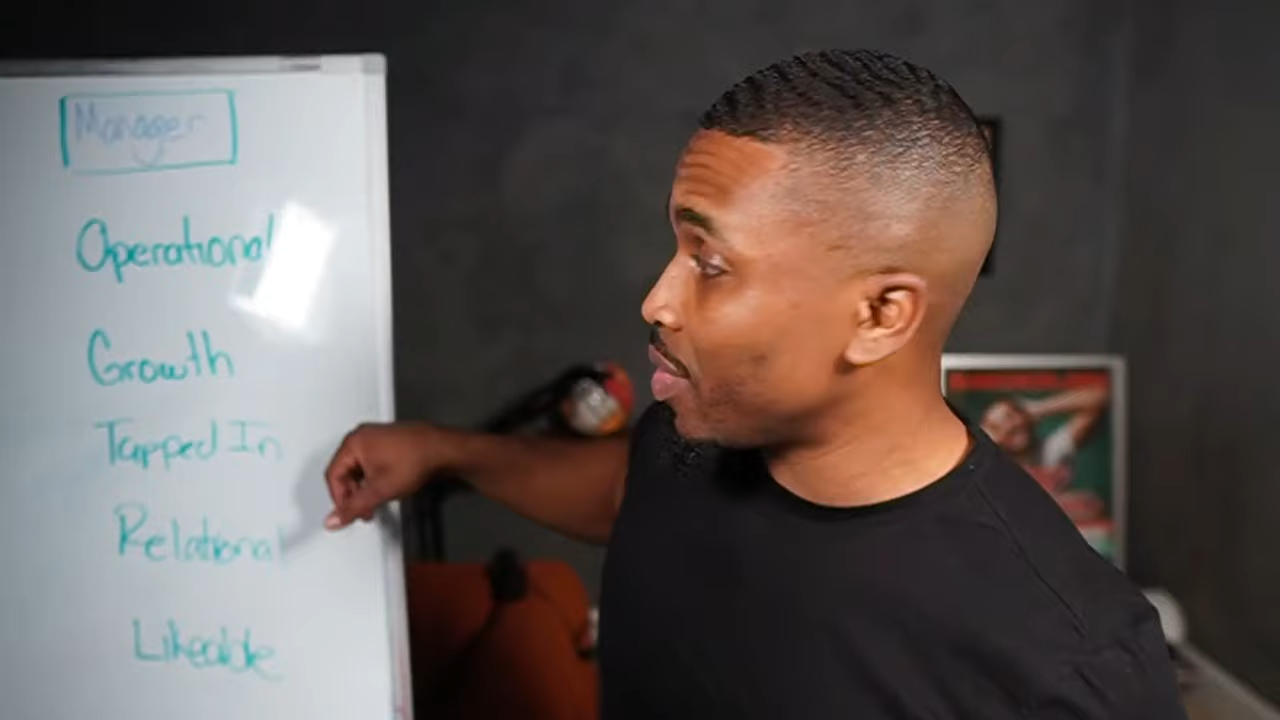 Manager
Operational
Growth
Tapped In
Relational
Likeable